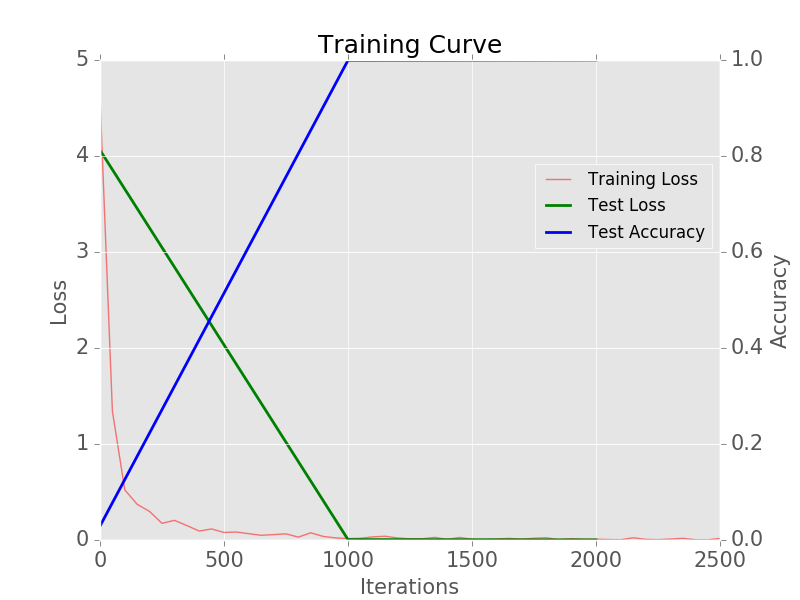 Training Curve
5
4
3
2
1
0
Loss
1.0
0.8
0.6
0.4
0.2
0.0
Accuracy
Training Loss
Test Loss
Test Accuracy
0
500
1000
1500
2000
2500
Iterations